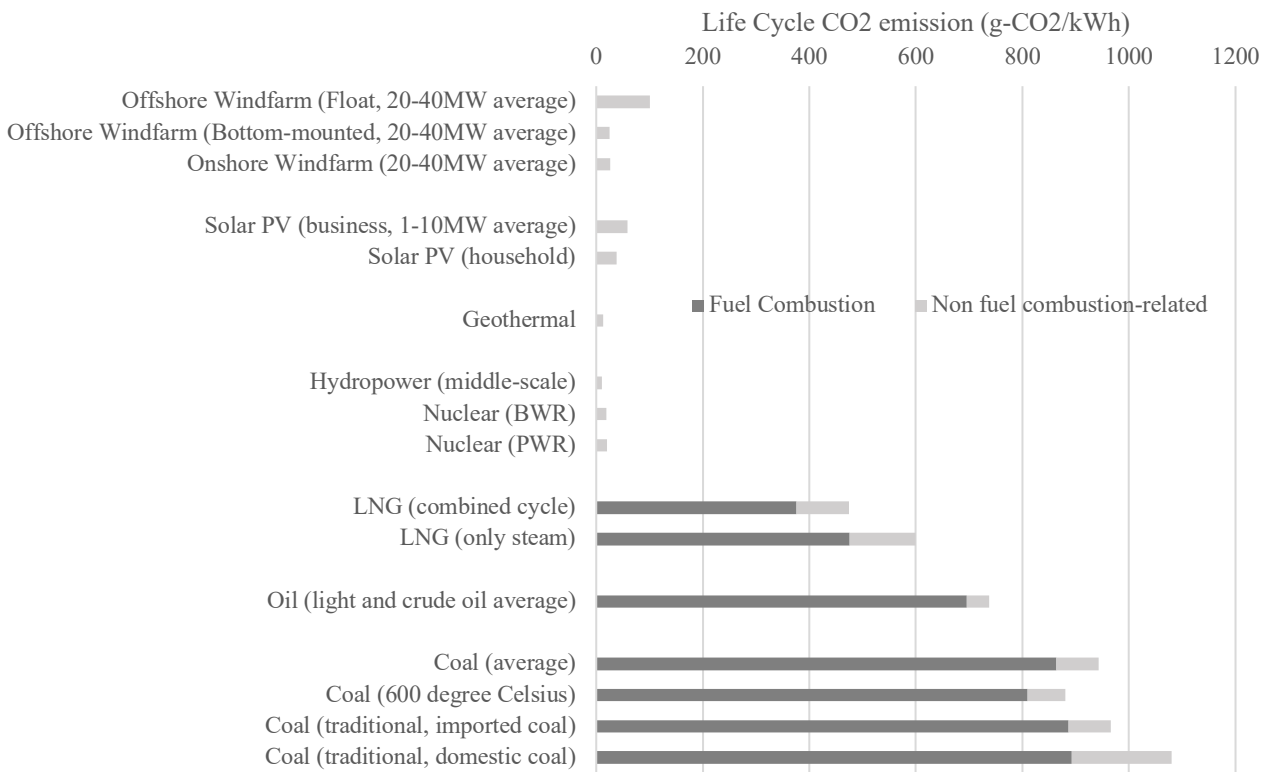 Life Cycle CO2 emission (g-CO2/kWh)
0 200 400 600 800 1000 1200
Offshore Windfarm (Float, 20-40MW average)
Offshore Windfarm (Bottom-mounted, 20-40MW average)
Onshore Windfarm (20-40MW average)
Solar PV (business, 1-10MW average)
Solar PV (household)
Fuel Combustion Non fuel combustion-related
Geothermal
Hydropower (middle-scale)
Nuclear (BWR)
Nuclear (PWR)
LNG (combined cycle)
LNG (only steam)
Oil (light and crude oil average)
Coal (average)
Coal (600 degree Celsius)
Coal (traditional, imported coal)
Coal (traditional, domestic coal)